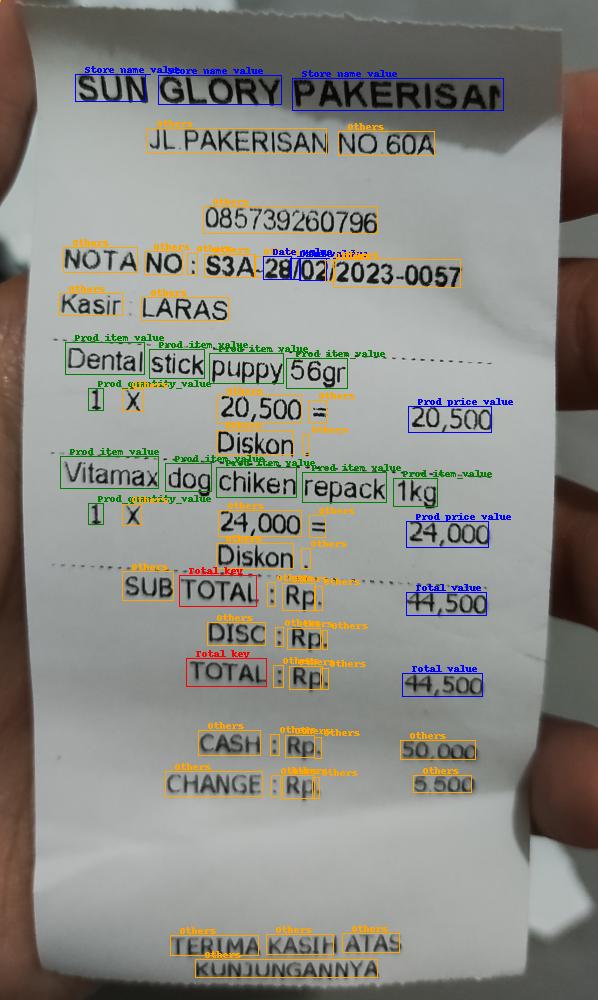 SUN GLORY PAKERISAN
JL.PAKERISAN NO.60A
085739260796
NOTA NO : S3A-28/02/2023-0057
Kasir : LARAS
Dental stick puppy 56gr
1 X 20,500 = 20,500
Diskon :
Vitamax dog chiken repack 1kg
1 X 24,000 = 24,000
Diskon :
SUB TOTAL : Rp. 44,500
DISC : Rp.
TOTAL : Rp. 44,500
CASH : Rp. 50.000
CHANGE : Rp. 5.500
TERIMA KASIH ATAS
KUNJUNGANNYA